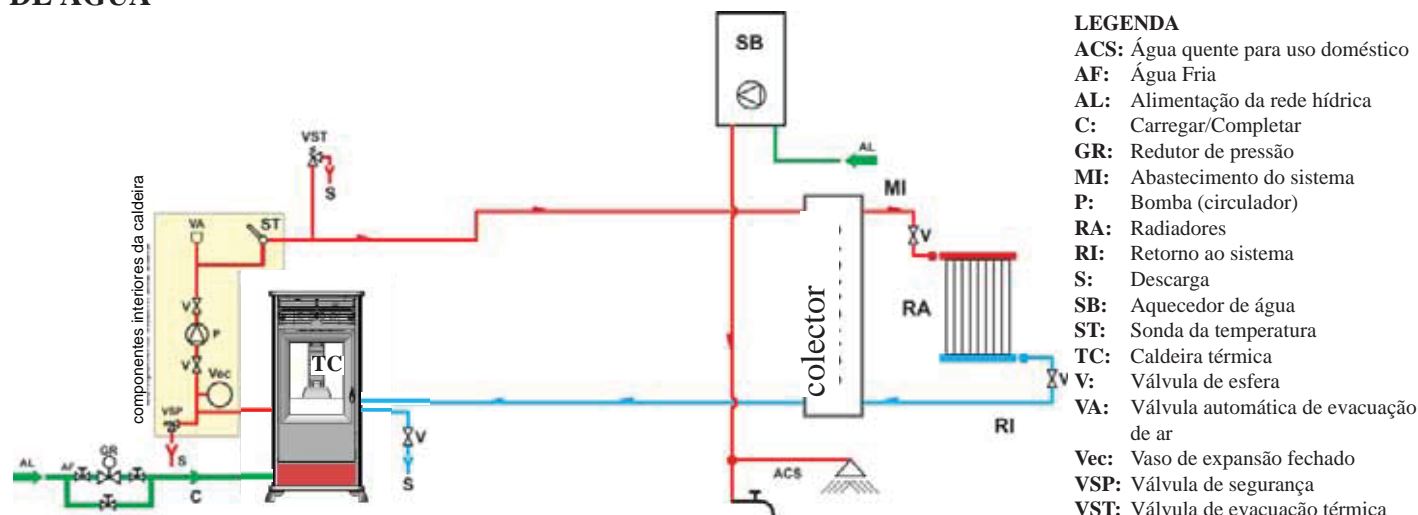 DE ÁGUA
SB
AL
VST
S
MI
componentes interiores da caldeira
VA
ST
V
V
P
V
Vec
VSP
S
TC
colector
RA
V
RI
V
S
AL
AF
GR
C
ACS
LEGENDA
ACS: Água quente para uso doméstico
AF: Água Fria
AL: Alimentação da rede hídrica
C: Carregar/Completar
GR: Redutor de pressão
MI: Abastecimento do sistema
P: Bomba (circulador)
RA: Radiadores
RI: Retorno ao sistema
S: Descarga
SB: Aquecedor de água
ST: Sonda da temperatura
TC: Caldeira térmica
V: Válvula de esfera
VA: Válvula automática de evacuação
de ar
Vec: Vaso de expansão fechado
VSP: Válvula de segurança
VST: Válvula de evacuação térmica